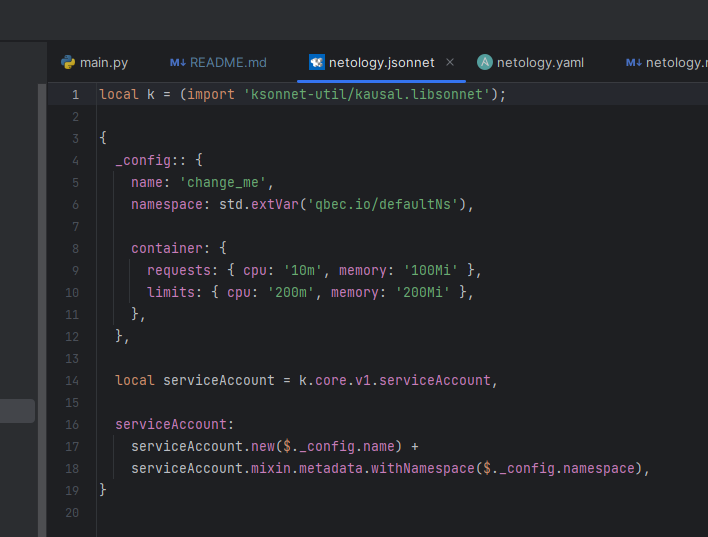 main.py README.md netology.jsonnet netology.yaml netology.r
1 local k = (import 'ksonnet-util/kausal.libsonnet');
2
3 {
4   _config:: {
5     name: 'change_me',
6     namespace: std.extVar('qbec.io/defaultNs'),
7
8     container: {
9       requests: { cpu: '10m', memory: '100Mi' },
10       limits: { cpu: '200m', memory: '200Mi' },
11     },
12   },
13
14   local serviceAccount = k.core.v1.serviceAccount,
15
16   serviceAccount:
17     serviceAccount.new($._config.name) +
18     serviceAccount.mixin.metadata.withNamespace($._config.namespace),
19 }
20